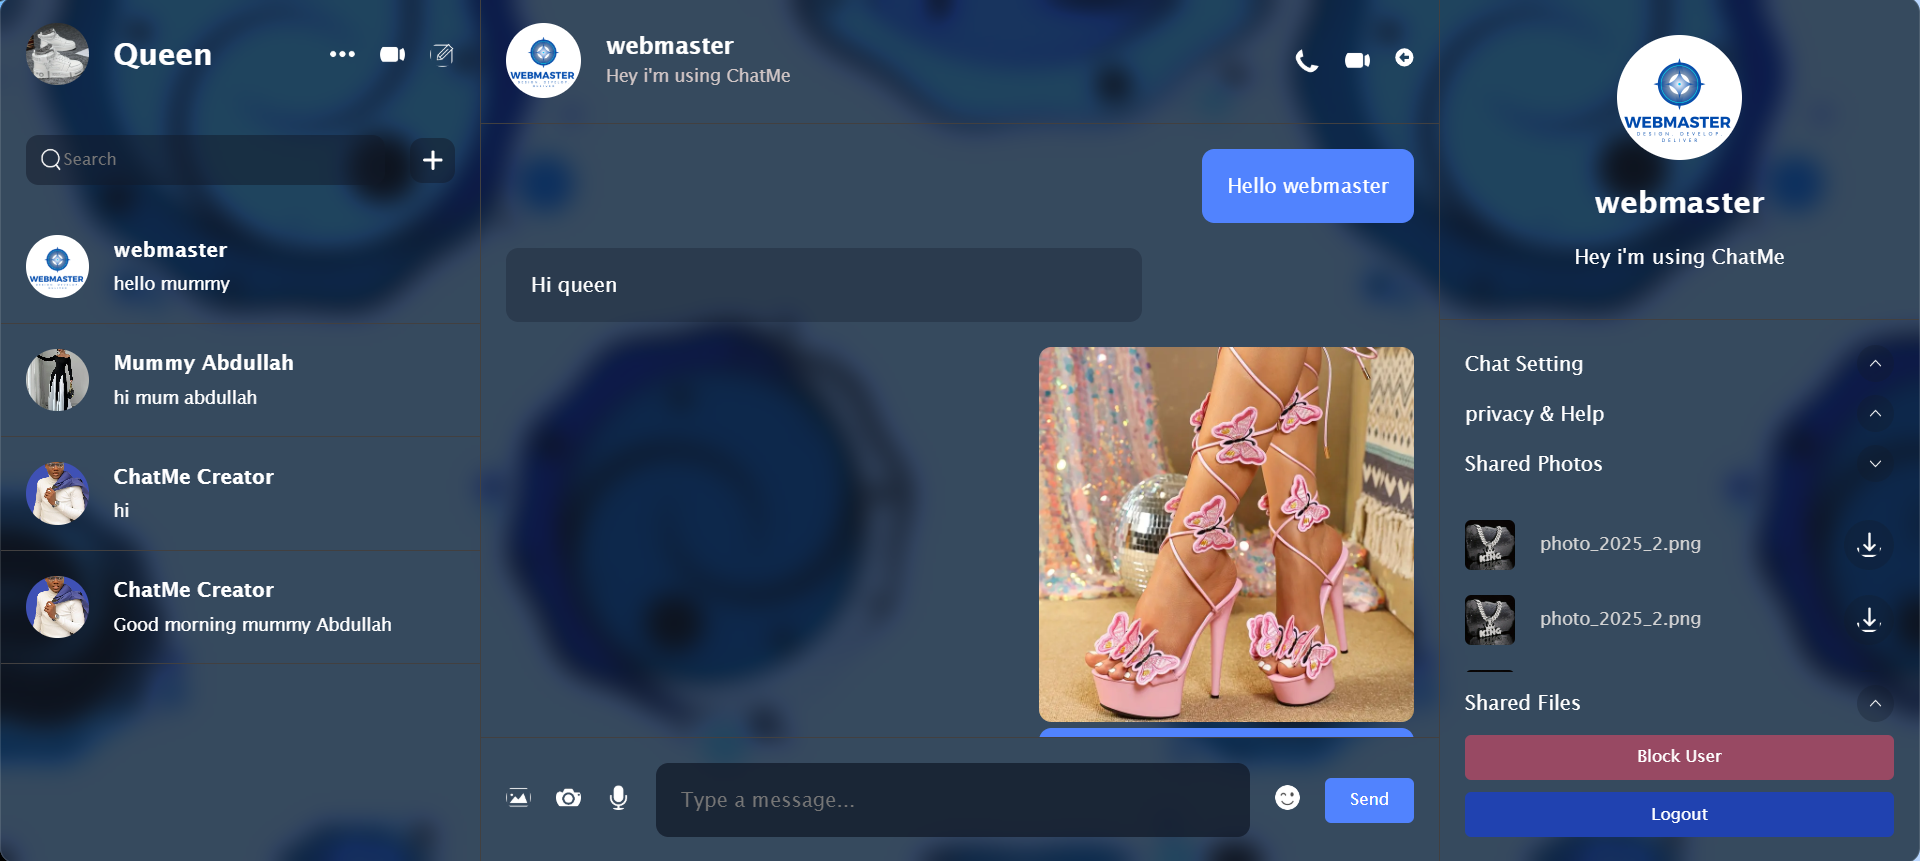 Queen
Search
webmaster
hello mummy
Mummy Abdullah
hi mum abdullah
ChatMe Creator
hi
ChatMe Creator
Good morning mummy Abdullah
WEBMASTER
webmaster
Hey i'm using ChatMe
Hello webmaster
Hi queen
Type a message...
Send
WEBMASTER
DESIGN, DEVELOP
DELIVER
webmaster
Hey i'm using ChatMe
Chat Setting
privacy & Help
Shared Photos
KING
photo_2025_2.png
KING
photo_2025_2.png
Shared Files
Block User
Logout